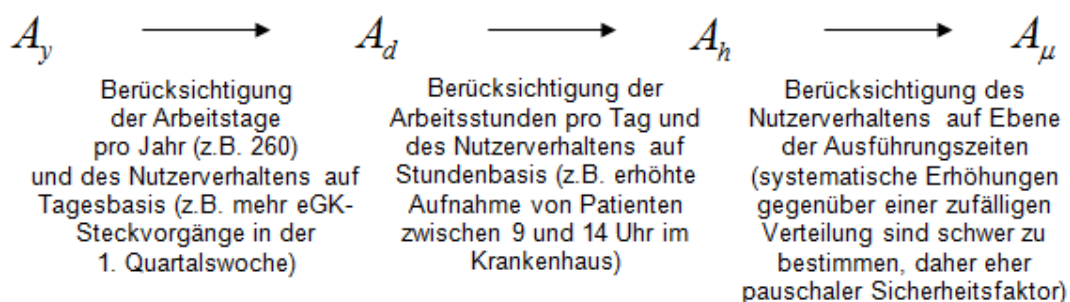 A_y → A_d → A_h → A_μ
Berücksichtigung
der Arbeitstage
pro Jahr (z.B. 260)
und des Nutzerverhaltens auf
Tagesbasis (z.B. mehr eGK-
Steckvorgänge in der
1. Quartalswoche)
Berücksichtigung der
Arbeitsstunden pro Tag und
des Nutzerverhaltens auf
Stundenbasis (z.B. erhöhte
Aufnahme von Patienten
zwischen 9 und 14 Uhr im
Krankenhaus)
Berücksichtigung des
Nutzerverhaltens auf Ebene
der Ausführungszeiten
(systematische Erhöhungen
gegenüber einer zufälligen
Verteilung sind schwer zu
bestimmen, daher eher
pauschaler Sicherheitsfaktor)